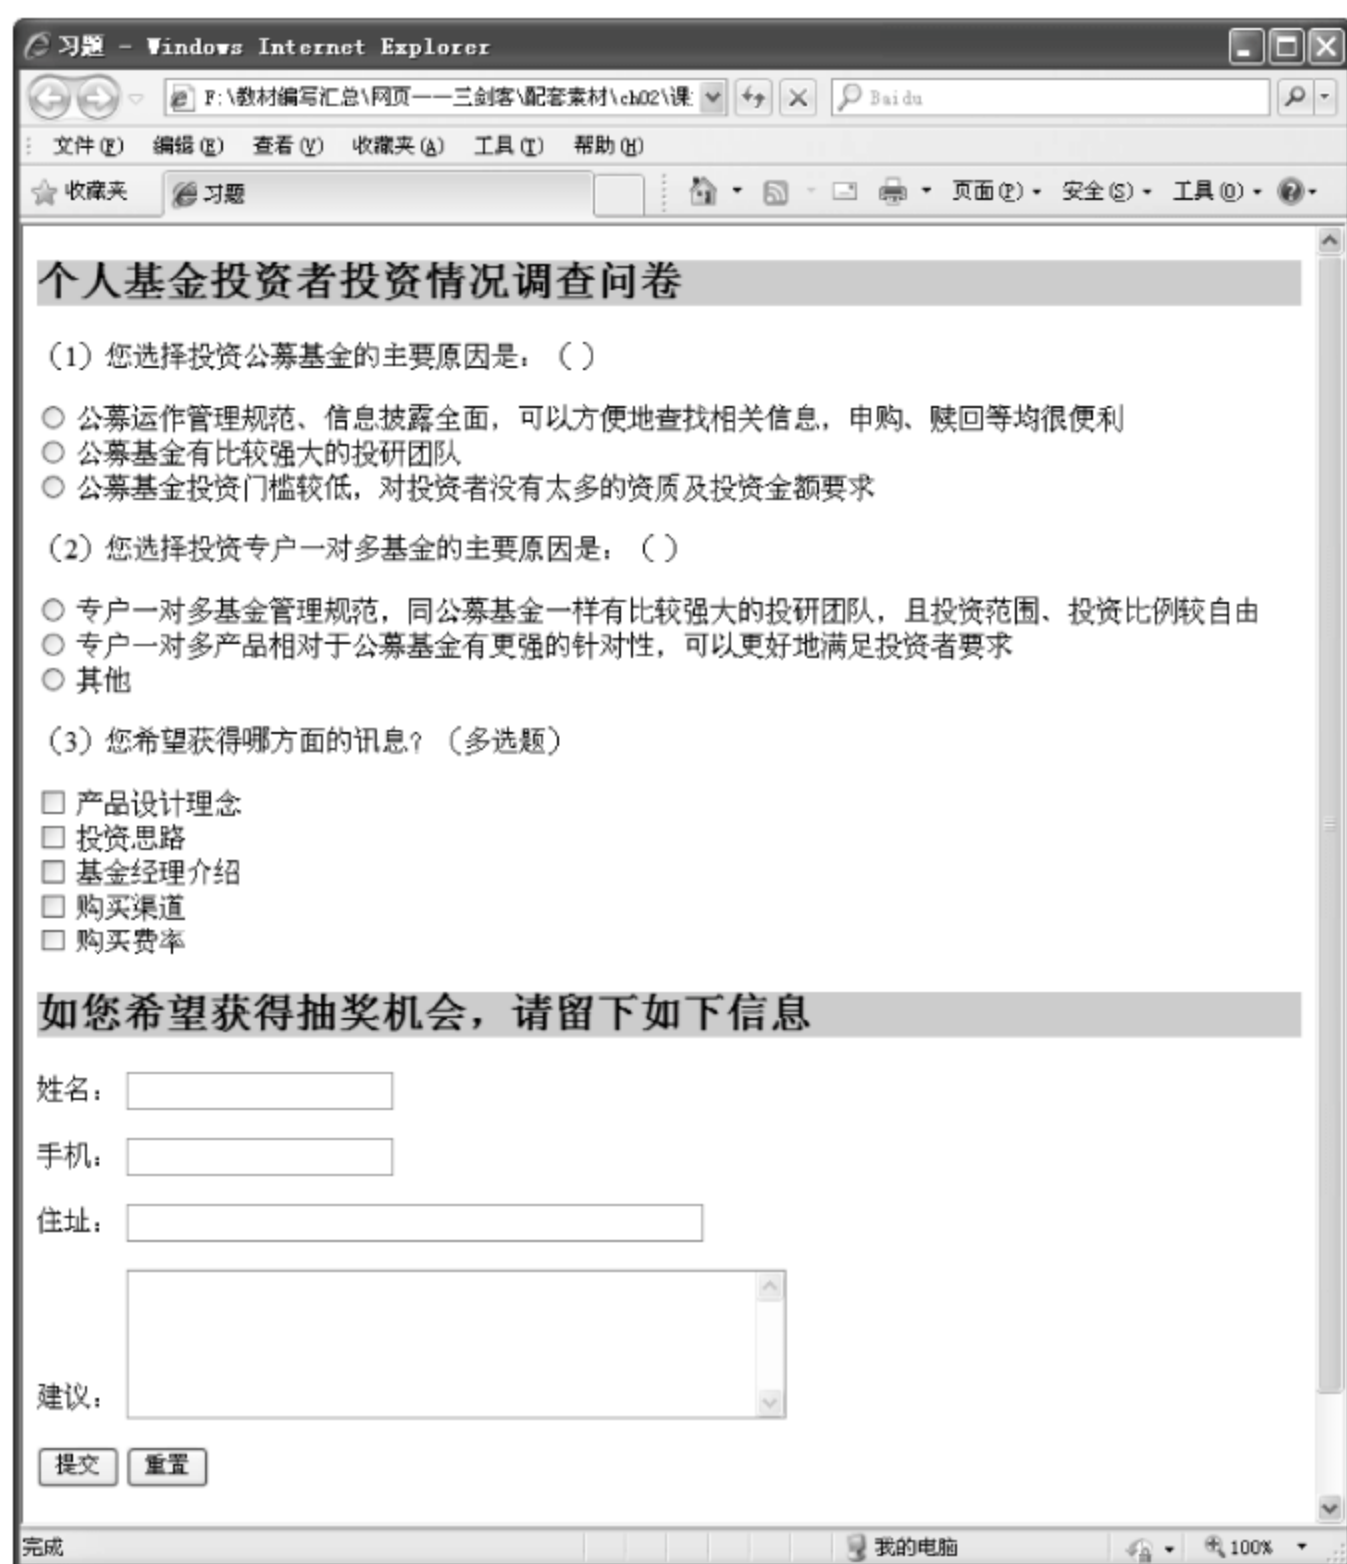 习题 - Windows Internet Explorer
F:\教材编写汇总\网页——三剑客\配套素材\ch02\课
Baidu
文件(F) 编辑(E) 查看(V) 收藏夹(A) 工具(T) 帮助(H)
收藏夹 习题 页面(P) 安全(S) 工具(O)
个人基金投资者投资情况调查问卷
（1）您选择投资公募基金的主要原因是：（ ）
公募运作管理规范、信息披露全面，可以方便地查找相关信息，申购、赎回等均很便利
公募基金有比较强大的投研团队
公募基金投资门槛较低，对投资者没有太多的资质及投资金额要求
（2）您选择投资专户一对多基金的主要原因是：（ ）
专户一对多基金管理规范，同公募基金一样有比较强大的投研团队，且投资范围、投资比例较自由
专户一对多产品相对于公募基金有更强的针对性，可以更好地满足投资者要求
其他
（3）您希望获得哪方面的讯息？（多选题）
产品设计理念
投资思路
基金经理介绍
购买渠道
购买费率
如您希望获得抽奖机会，请留下如下信息
姓名：
手机：
住址：
建议：
提交 重置
完成 我的电脑 100%